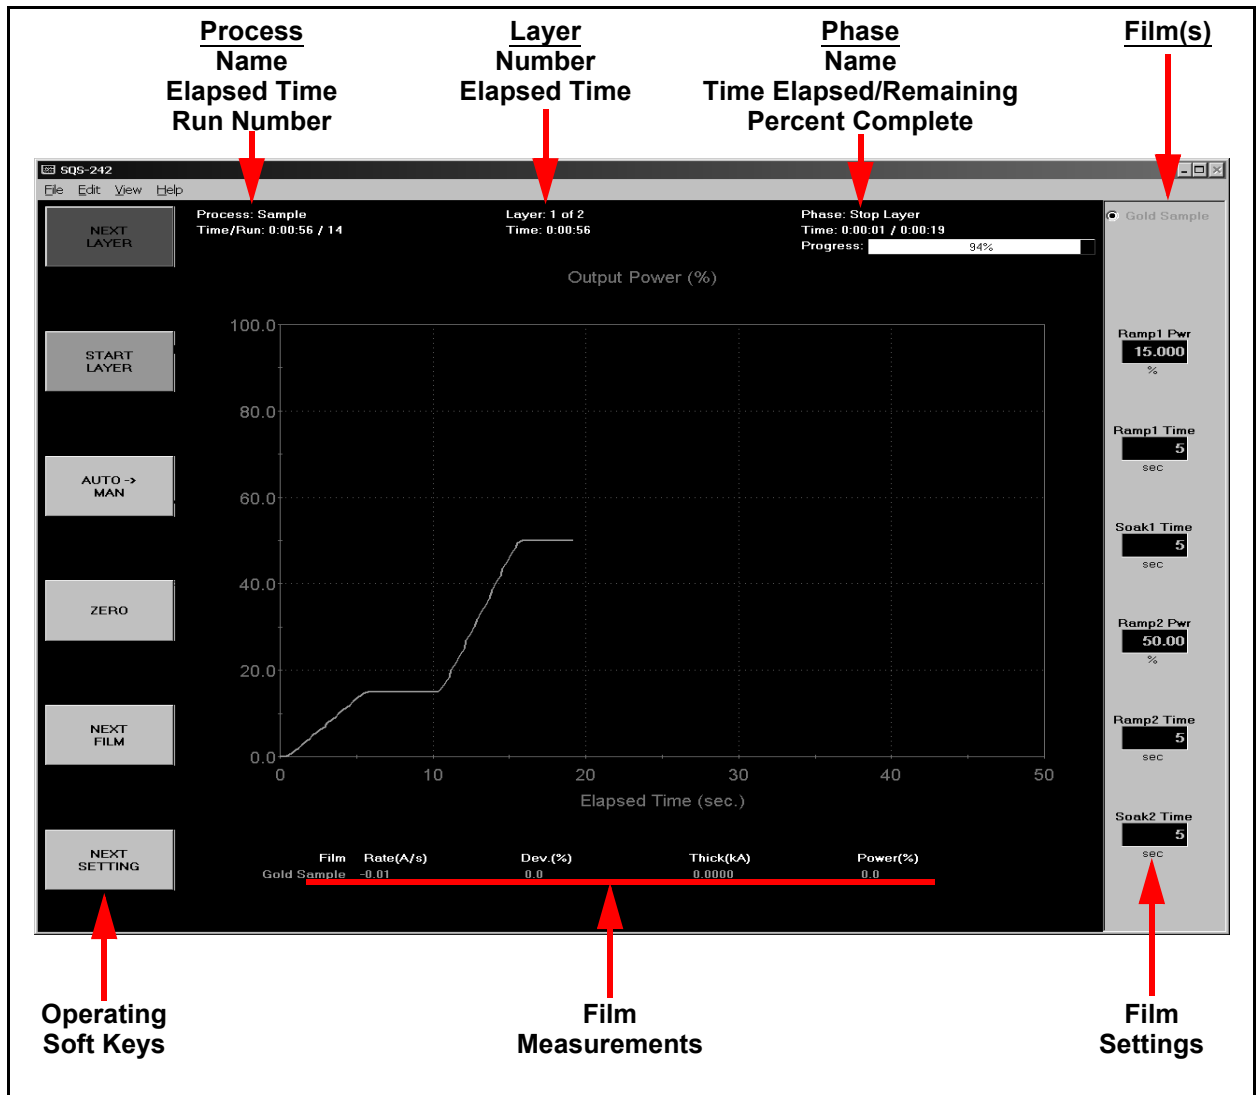 Process
Name
Elapsed Time
Run Number
Layer
Number
Elapsed Time
Phase
Name
Time Elapsed/Remaining
Percent Complete
Film(s)
SQS-242
File Edit View Help
NEXT
LAYER
START
LAYER
AUTO ->
MAN
ZERO
NEXT
FILM
NEXT
SETTING
Process: Sample
Time/Run: 0:00:56 / 14
Layer: 1 of 2
Time: 0:00:56
Phase: Stop Layer
Time: 0:00:01 / 0:00:19
Progress: 94%
Output Power (%)
100.0
80.0
60.0
40.0
20.0
0.0
0 10 20 30 40 50
Elapsed Time (sec.)
Film Rate(A/s) Dev.(%) Thick(kA) Power(%)
Gold Sample -0.01 0.0 0.0000 0.0
Gold Sample
Ramp1 Pwr
15.000
%
Ramp1 Time
5
sec
Soak1 Time
5
sec
Ramp2 Pwr
50.00
%
Ramp2 Time
5
sec
Soak2 Time
5
sec
Operating
Soft Keys
Film
Measurements
Film
Settings